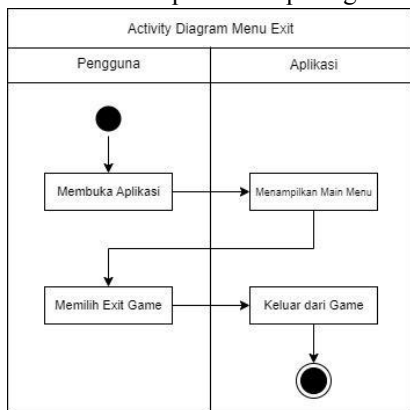 Activity Diagram Menu Exit
Pengguna
Aplikasi
Membuka Aplikasi
Menampilkan Main Menu
Memilih Exit Game
Keluar dari Game